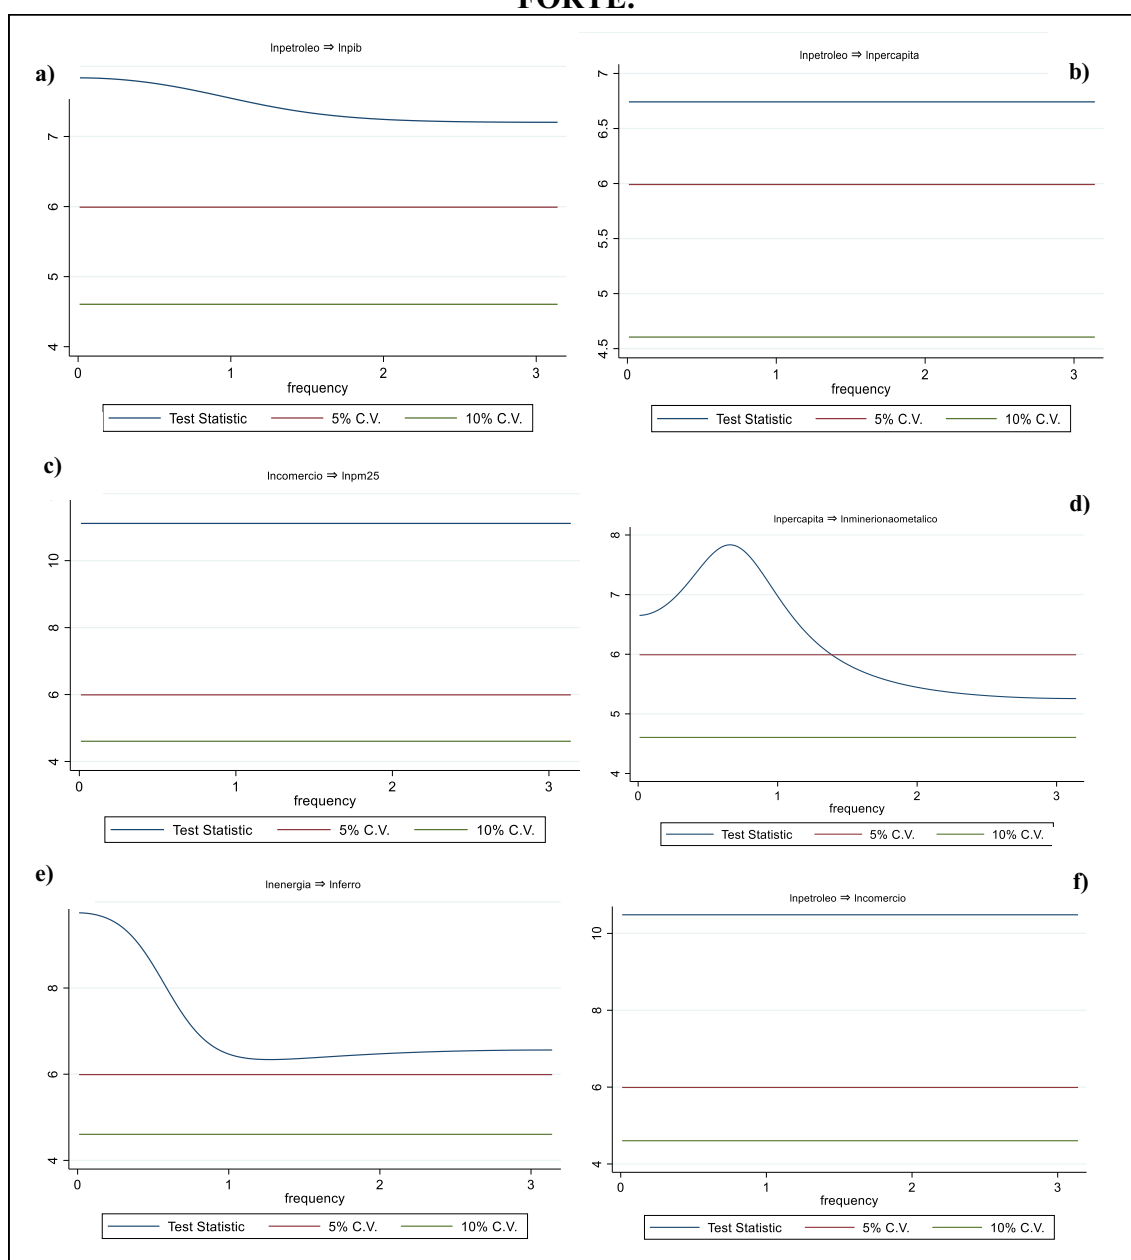 FORTE.
a)
lnpetroleo ⇒ lnpib
7
6
5
4
0 1 2 3
frequency
Test Statistic 5% C.V. 10% C.V.
b)
lnpetroleo ⇒ lnpercapita
7
6.5
6
5.5
5
4.5
0 1 2 3
frequency
Test Statistic 5% C.V. 10% C.V.
c)
lncomercio ⇒ lnpm25
10
8
6
4
0 1 2 3
frequency
Test Statistic 5% C.V. 10% C.V.
d)
lnpercapita ⇒ lnminerionaometalico
8
7
6
5
4
0 1 2 3
frequency
Test Statistic 5% C.V. 10% C.V.
e)
lnenergia ⇒ lnferro
8
6
4
0 1 2 3
frequency
Test Statistic 5% C.V. 10% C.V.
f)
lnpetroleo ⇒ lncomercio
10
8
6
4
0 1 2 3
frequency
Test Statistic 5% C.V. 10% C.V.